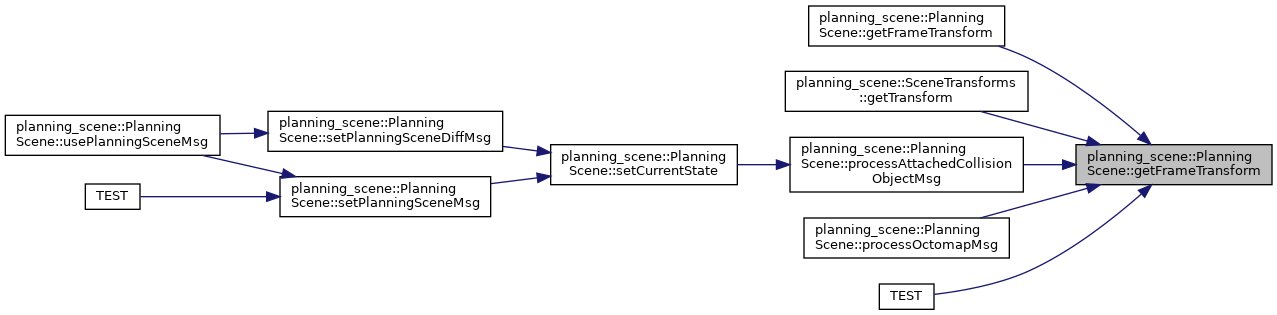 planning_scene::Planning
Scene::getFrameTransform
planning_scene::SceneTransforms
::getTransform
planning_scene::Planning
Scene::usePlanningSceneMsg
planning_scene::Planning
Scene::setPlanningSceneDiffMsg
planning_scene::Planning
Scene::setCurrentState
planning_scene::Planning
Scene::processAttachedCollision
ObjectMsg
planning_scene::Planning
Scene::getFrameTransform
TEST
planning_scene::Planning
Scene::setPlanningSceneMsg
planning_scene::Planning
Scene::processOctomapMsg
TEST